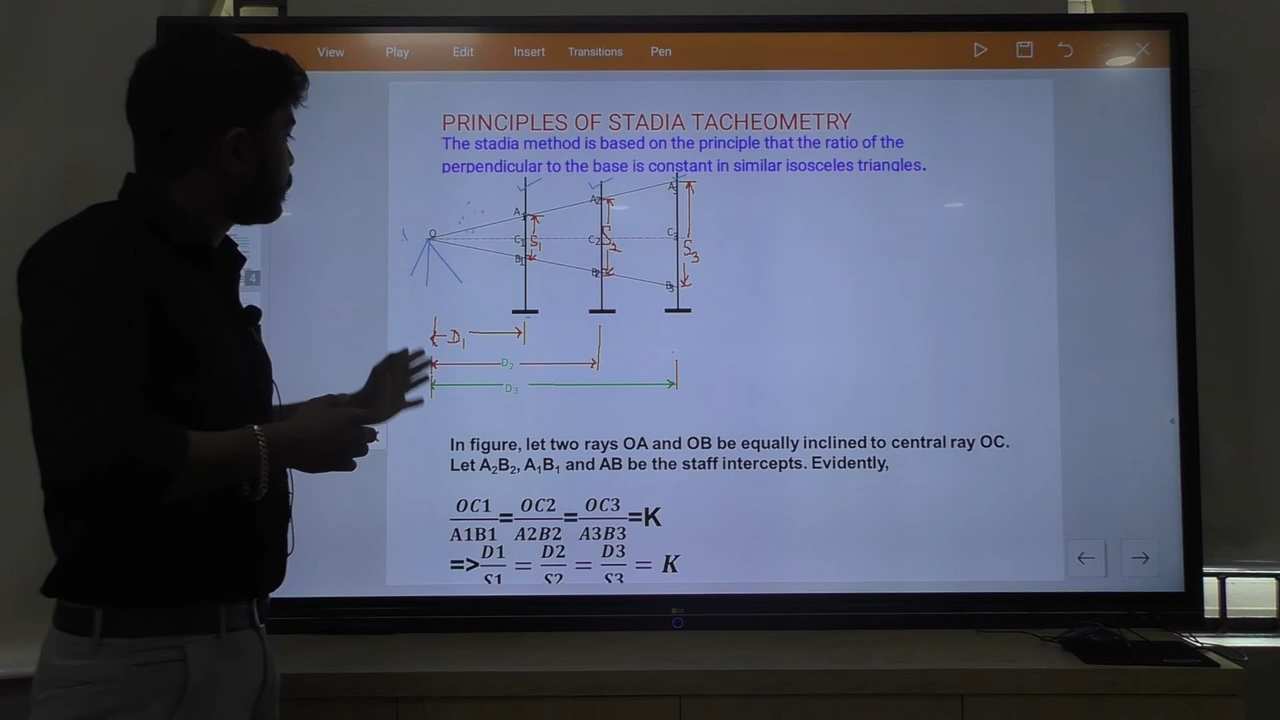 View Play Edit Insert Transitions Pen
PRINCIPLES OF STADIA TACHEOMETRY
The stadia method is based on the principle that the ratio of the
perpendicular to the base is constant in similar isosceles triangles.
A3
A2
A1
O C1 S1 C2 S2 C3 S3
B1
B2
B3
D1
D2
D3
4
In figure, let two rays OA and OB be equally inclined to central ray OC.
Let A₂B₂, A₁B₁ and AB be the staff intercepts. Evidently,
OC1/A1B1=OC2/A2B2=OC3/A3B3=K
=>D1/S1 = D2/S2 = D3/S3 = K